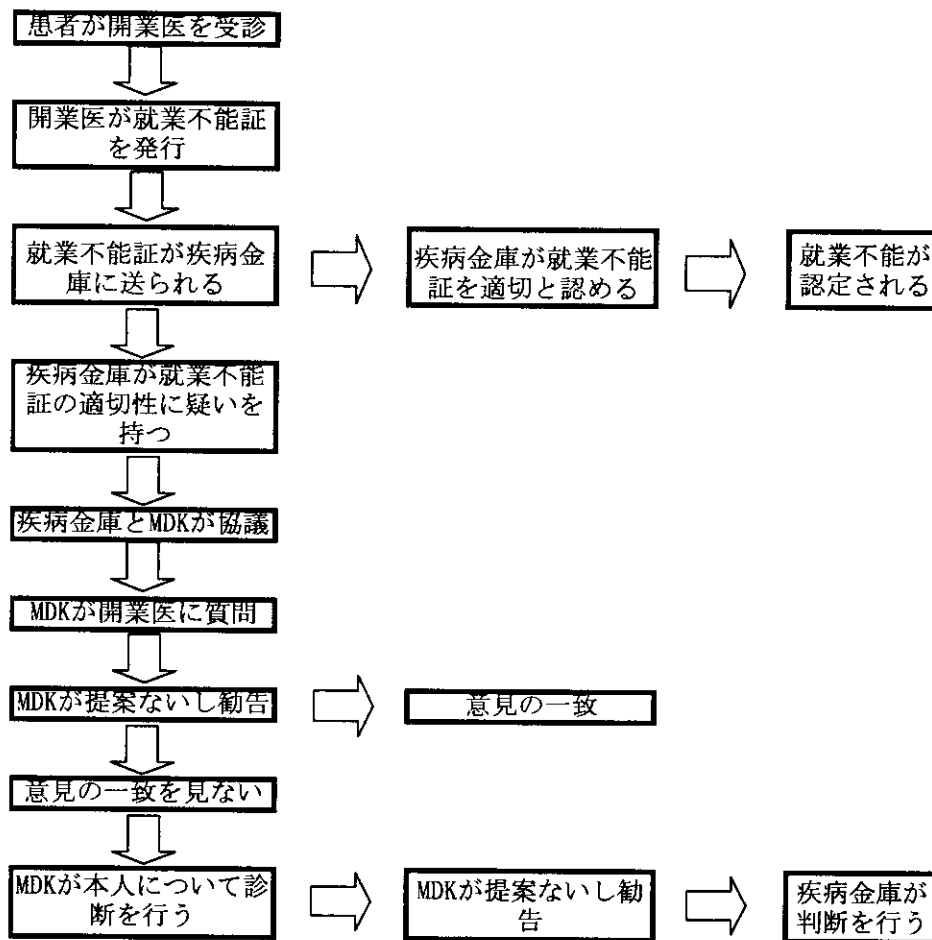 患者が開業医を受診
開業医が就業不能証
を発行
就業不能証が疾病金
庫に送られる
疾病金庫が就業不能
証を適切と認める
就業不能が
認定される
疾病金庫が就業不能
証の適切性に疑いを
持つ
疾病金庫とMDKが協議
MDKが開業医に質問
MDKが提案ないし勧告
意見の一致
意見の一致を見ない
MDKが本人について診
断を行う
MDKが提案ないし勧
告
疾病金庫が
判断を行う